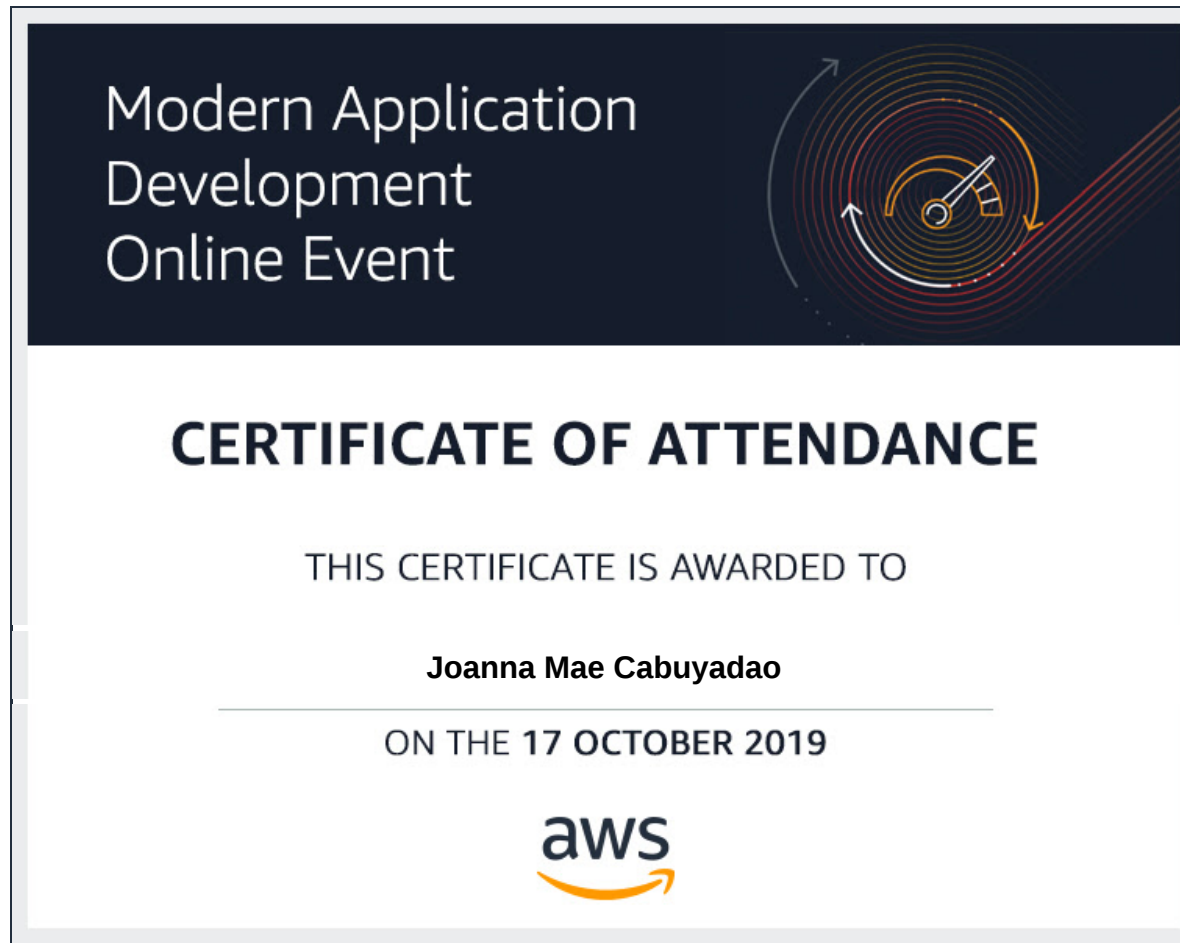 Modern Application
Development
Online Event
CERTIFICATE OF ATTENDANCE
THIS CERTIFICATE IS AWARDED TO
Joanna Mae Cabuyadao
ON THE 17 OCTOBER 2019
aws